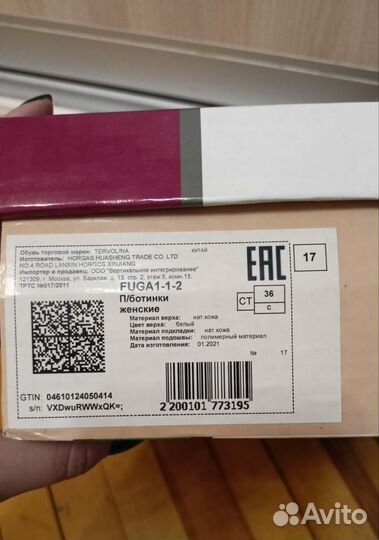 Обувь торговой марки: TERVOLINA КИТАЙ
Изготовитель: HORGAS HUASHENG TRADE CO. LTD
NO.4 ROAD LANXIN HORGOS XINJIANG
Импортер и продавец: ООО "Вертикальное интегрирование"
121309, г. Москва, ул. Барклая, д. 13, стр. 2, этаж 5, комн.15.
ТРТС №017/2011
EAC
17
FUGA1-1-2
П/ботинки
женские
СТ
36
с
Материал верха: нат.кожа
Цвет верха: белый
Материал подкладки: нат.кожа
Материал подошвы: полимерный материал
Дата изготовления: 01.2021
№ 17
GTIN: 04610124050414
s/n: VXDwuRWWxQK=;
2 200101 773195
Avito